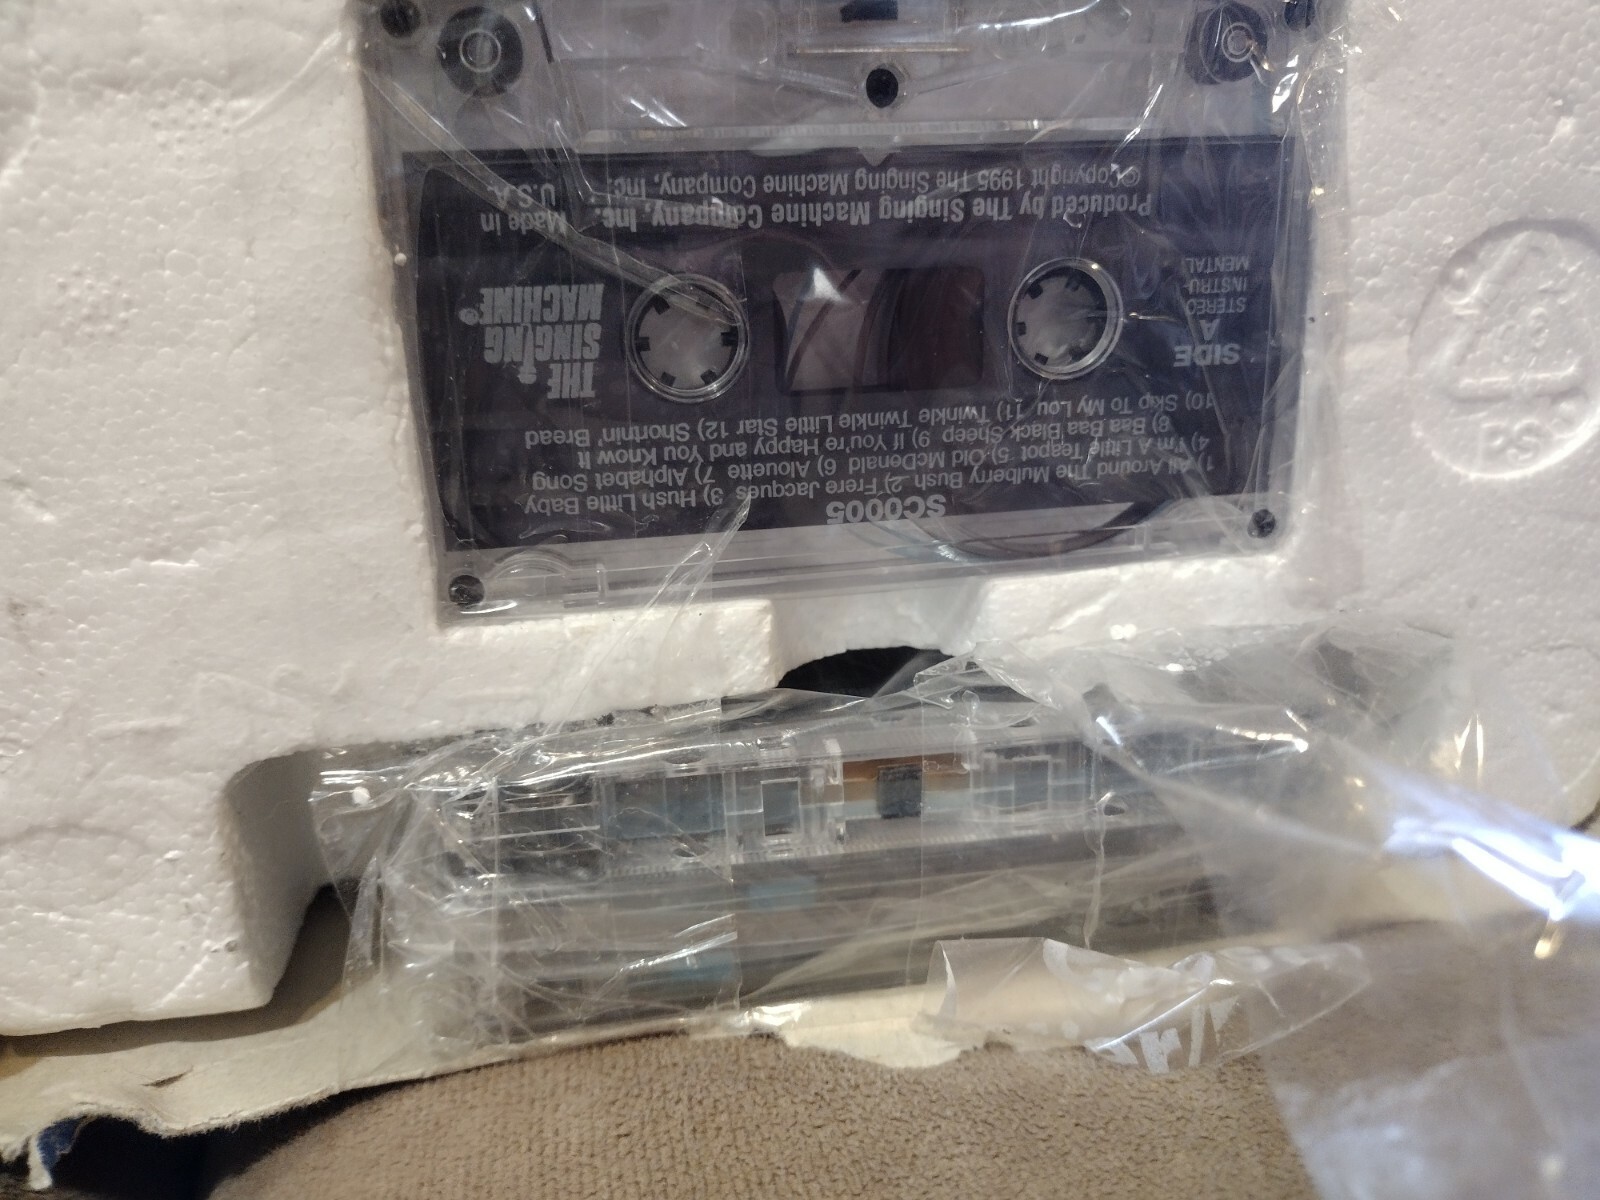 SC0005
1) All Around The Mulberry Bush 2) Frere Jacques 3) Hush Little Baby
4) I'm A Little Teapot 5) Old McDonald 6) Alouette 7) Alphabet Song
8) Baa Baa Black Sheep 9) If You're Happy and You Know It
10) Skip To My Lou 11) Twinkle Twinkle Little Star 12) Shortnin' Bread
SIDE
A
STEREO
INSTRU-
MENTAL
THE
SINGING
MACHINE®
Produced by The Singing Machine Company, Inc.
©Copyright 1995 The Singing Machine Company, Inc.
Made in
U.S.A.
PS